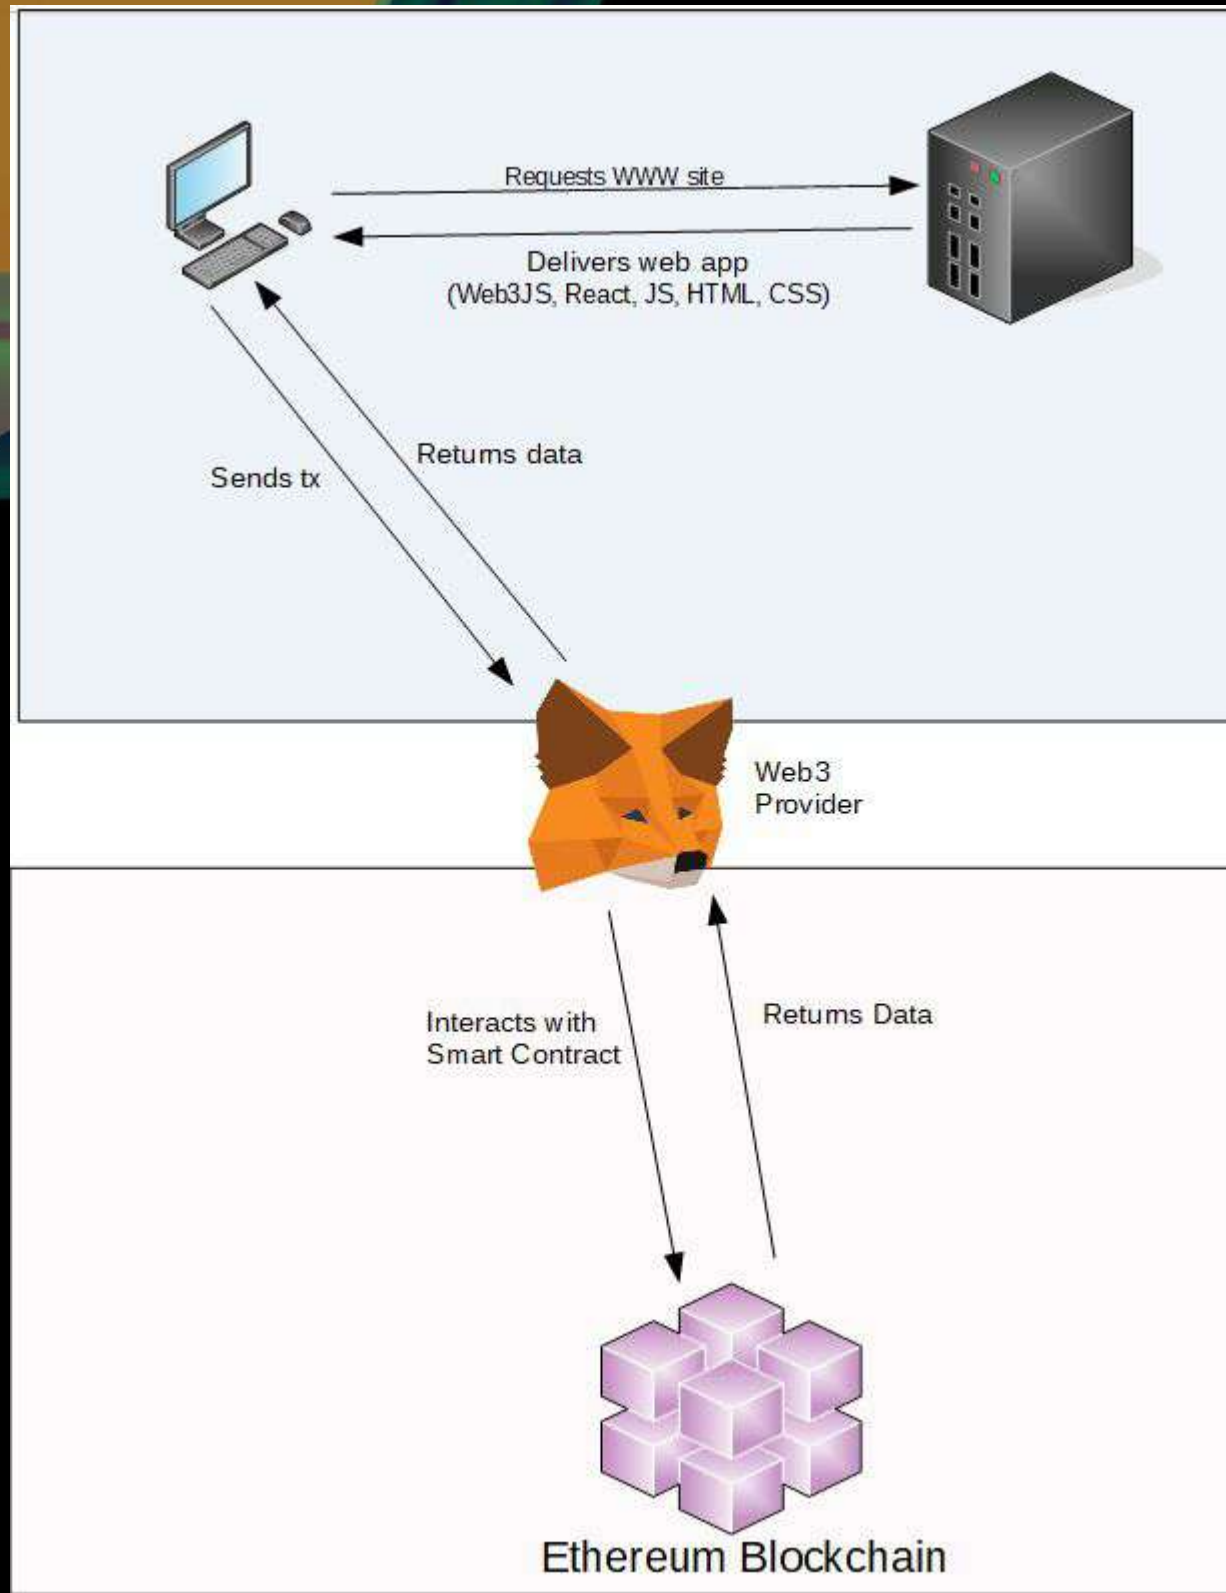 Requests WWW site
Delivers web app
(Web3JS, React, JS, HTML, CSS)
Returns data
Sends tx
Web3
Provider
Interacts with
Smart Contract
Returns Data
Ethereum Blockchain